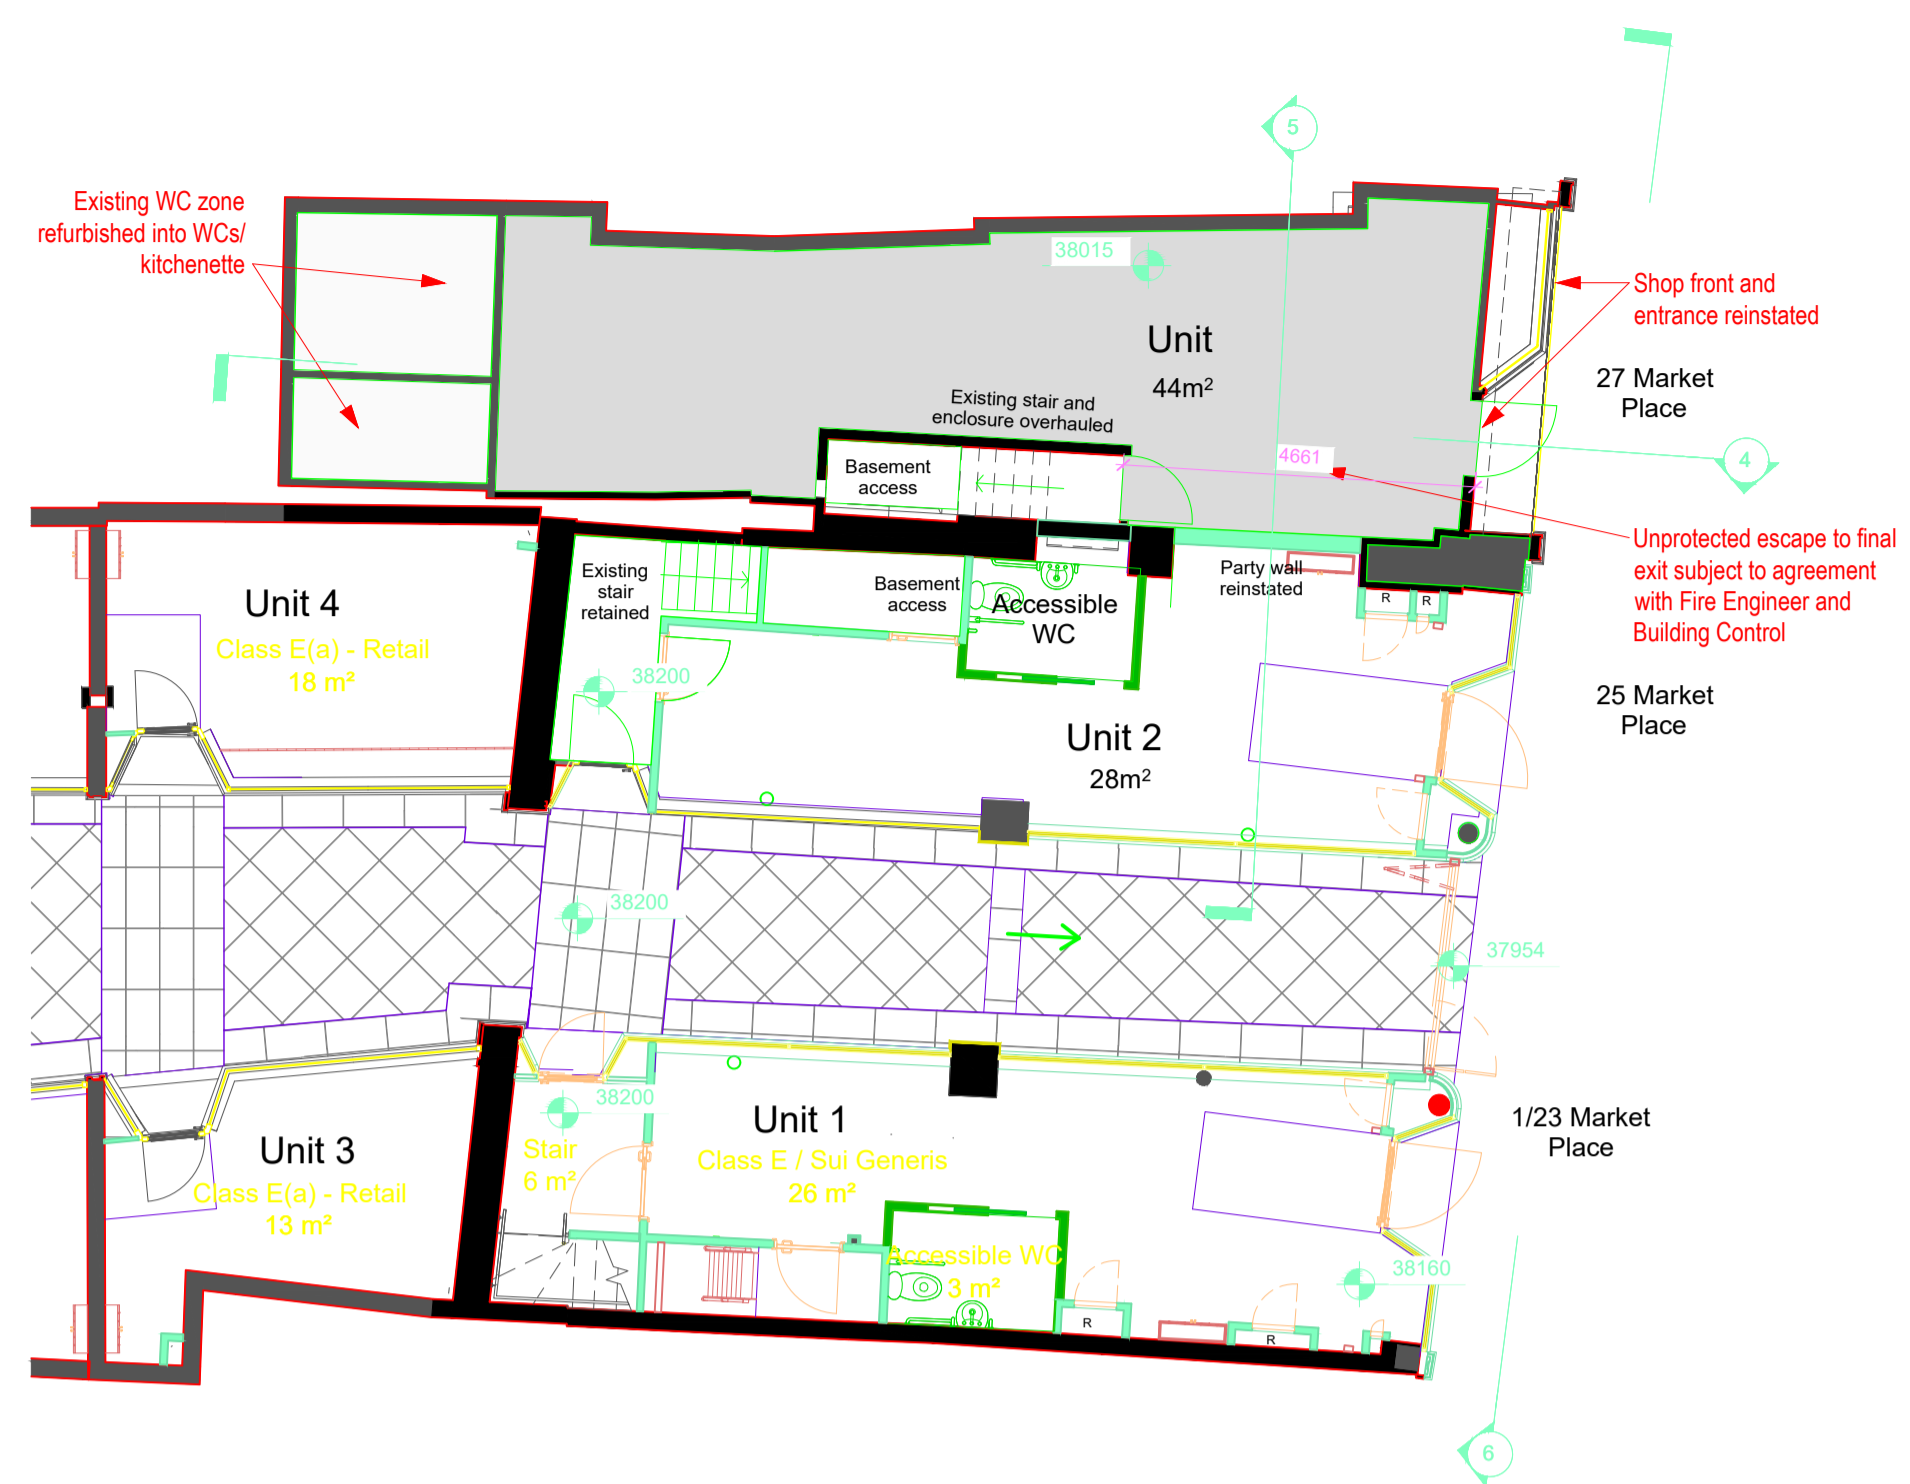 5
Existing WC zone
refurbished into WCs/
kitchenette
38015
Shop front and
entrance reinstated
Unit
44m²
27 Market
Place
Existing stair and
enclosure overhauled
4661
4
Basement
access
Unprotected escape to final
exit subject to agreement
with Fire Engineer and
Building Control
Existing
stair
retained
Basement
access
Accessible
WC
Party wall
reinstated
R
R
Unit 4
Class E(a) - Retail
18 m²
38200
25 Market
Place
Unit 2
28m²
38200
37954
38200
Unit 1
Class E / Sui Generis
26 m²
1/23 Market
Place
Unit 3
Class E(a) - Retail
13 m²
Stair
6 m²
Accessible WC
3 m²
38160
R
R
6